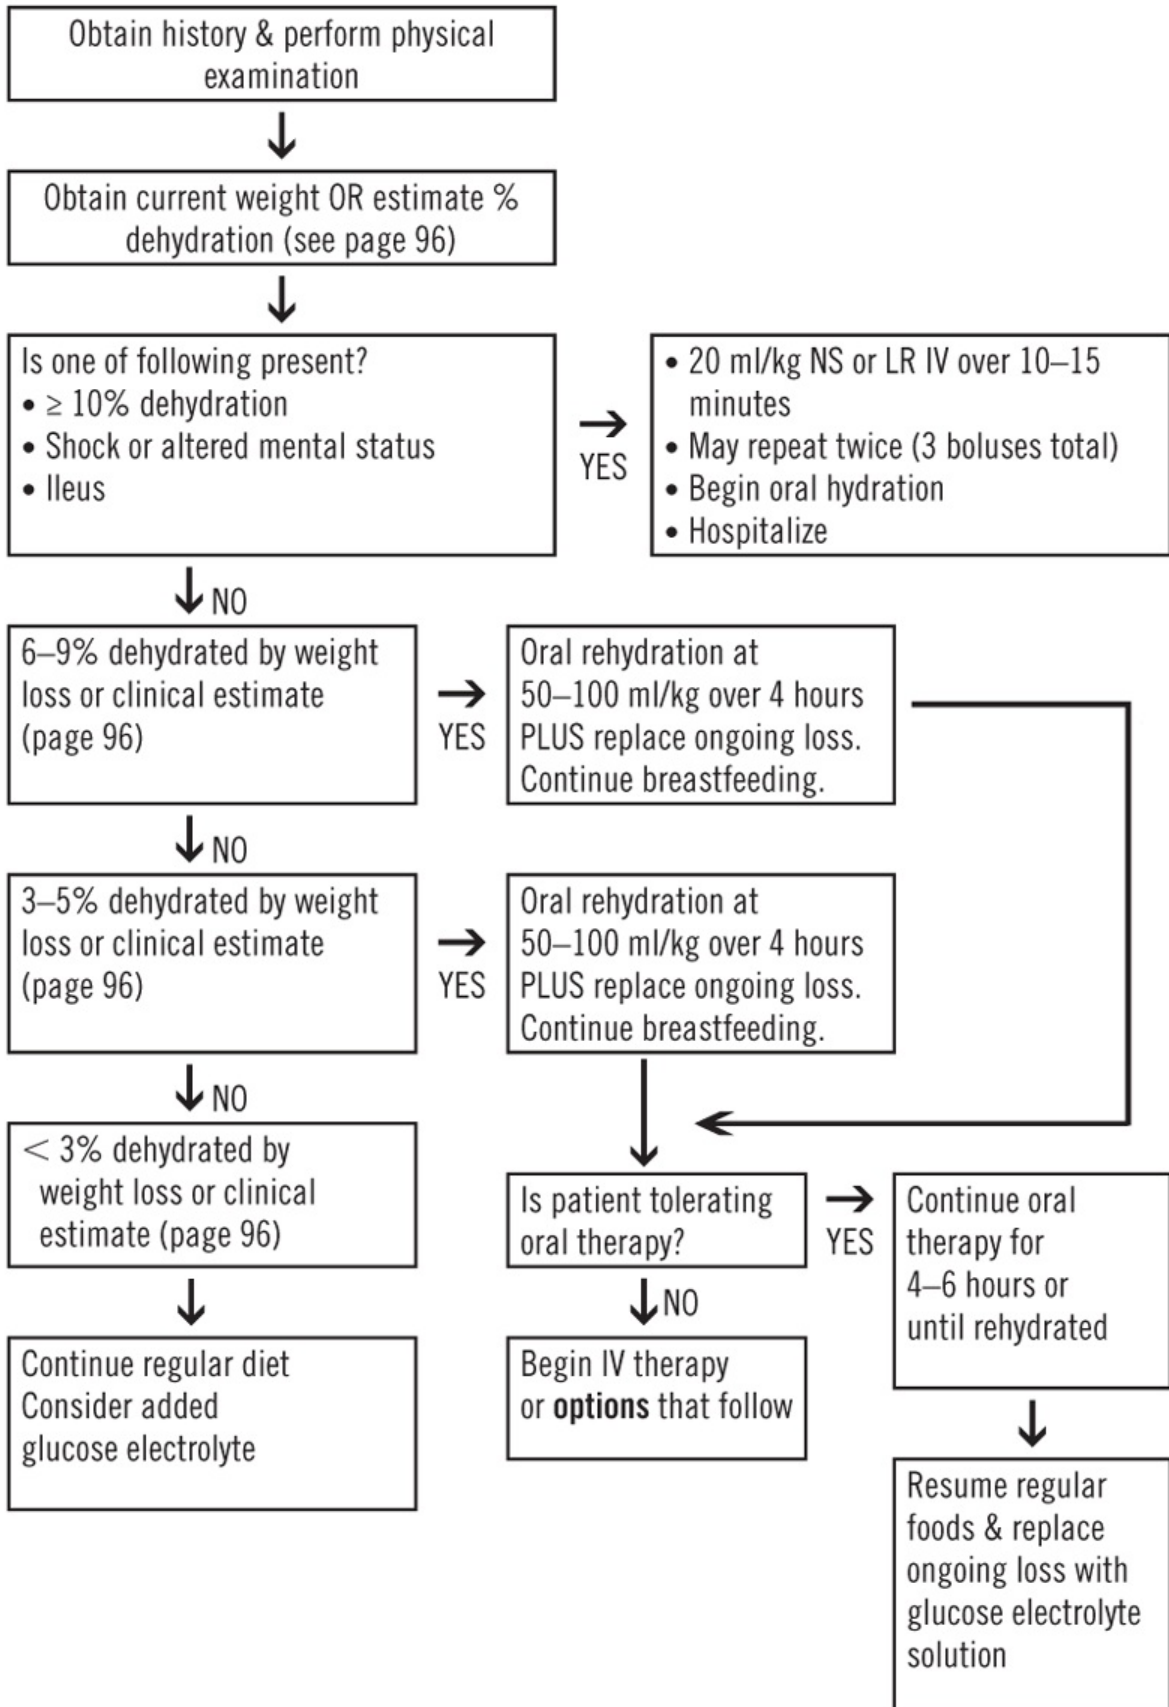 Obtain history & perform physical
examination
Obtain current weight OR estimate %
dehydration (see page 96)
Is one of following present?
• ≥ 10% dehydration
• Shock or altered mental status
• Ileus
YES
• 20 ml/kg NS or LR IV over 10–15
minutes
• May repeat twice (3 boluses total)
• Begin oral hydration
• Hospitalize
NO
6–9% dehydrated by weight
loss or clinical estimate
(page 96)
YES
Oral rehydration at
50–100 ml/kg over 4 hours
PLUS replace ongoing loss.
Continue breastfeeding.
NO
3–5% dehydrated by weight
loss or clinical estimate
(page 96)
YES
Oral rehydration at
50–100 ml/kg over 4 hours
PLUS replace ongoing loss.
Continue breastfeeding.
NO
< 3% dehydrated by
weight loss or clinical
estimate (page 96)
Continue regular diet
Consider added
glucose electrolyte
Is patient tolerating
oral therapy?
YES
Continue oral
therapy for
4–6 hours or
until rehydrated
NO
Begin IV therapy
or options that follow
Resume regular
foods & replace
ongoing loss with
glucose electrolyte
solution